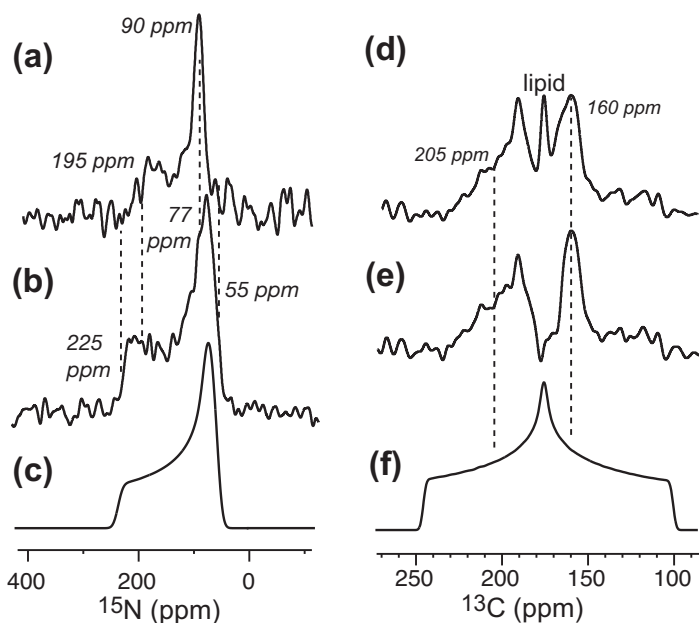 90 ppm
(a)
(d)
lipid
160 ppm
195 ppm
205 ppm
77
ppm
(b)
(e)
55 ppm
225
ppm
(c)
(f)
400 200 0
250 200 150 100
15N (ppm)
13C (ppm)